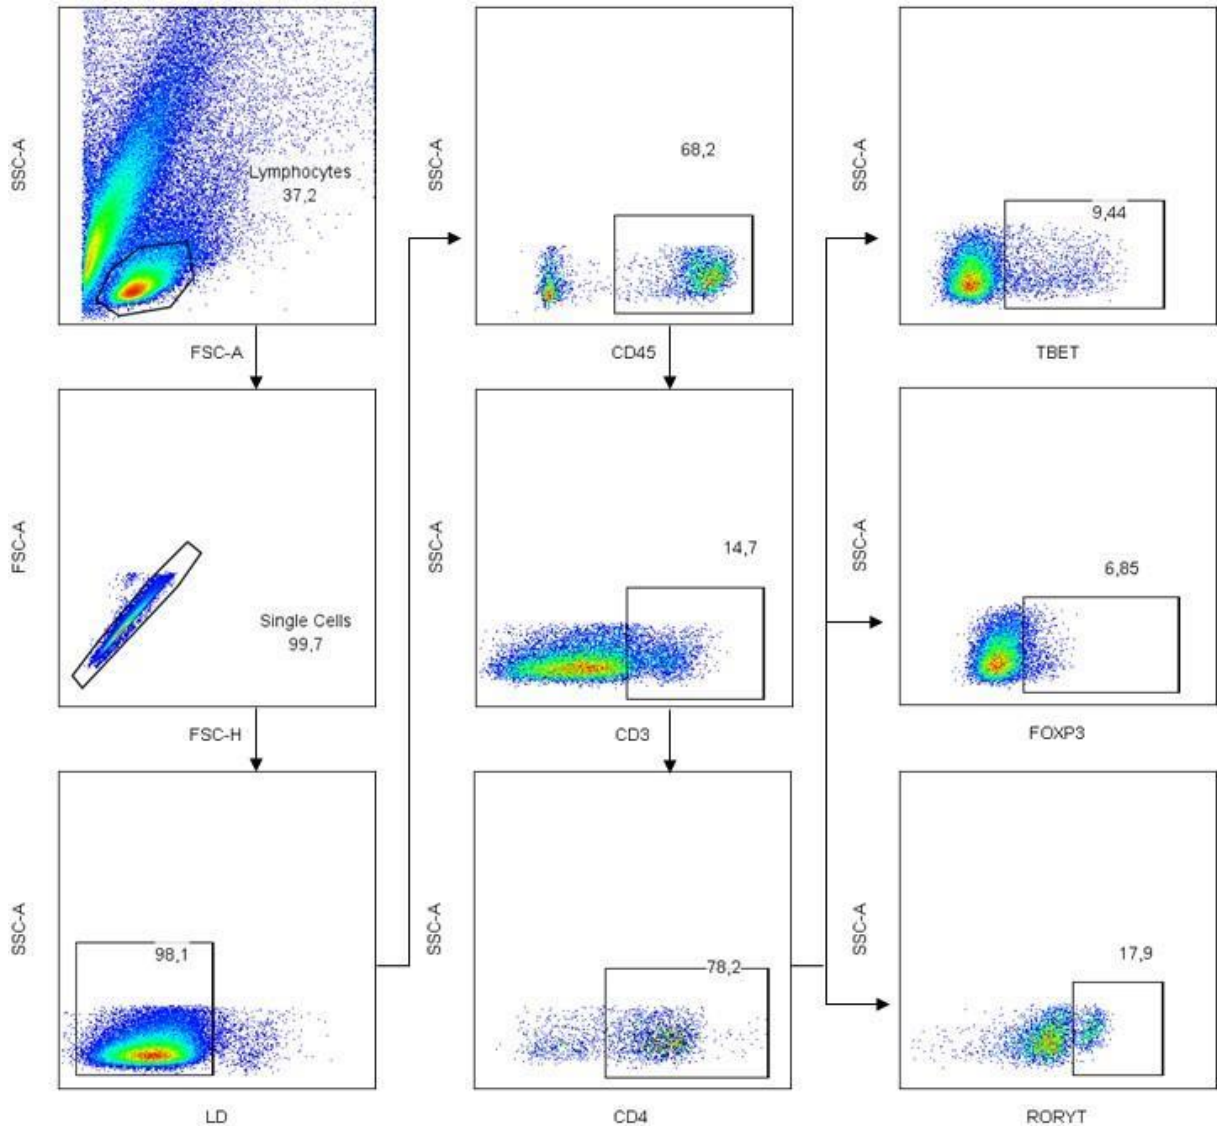 SSC-A
Lymphocytes
37,2
FSC-A
SSC-A
68,2
CD45
SSC-A
9,44
TBET
FSC-A
Single Cells
99,7
FSC-H
SSC-A
14,7
CD3
SSC-A
6,85
FOXP3
SSC-A
98,1
LD
SSC-A
78,2
CD4
SSC-A
17,9
RORYT